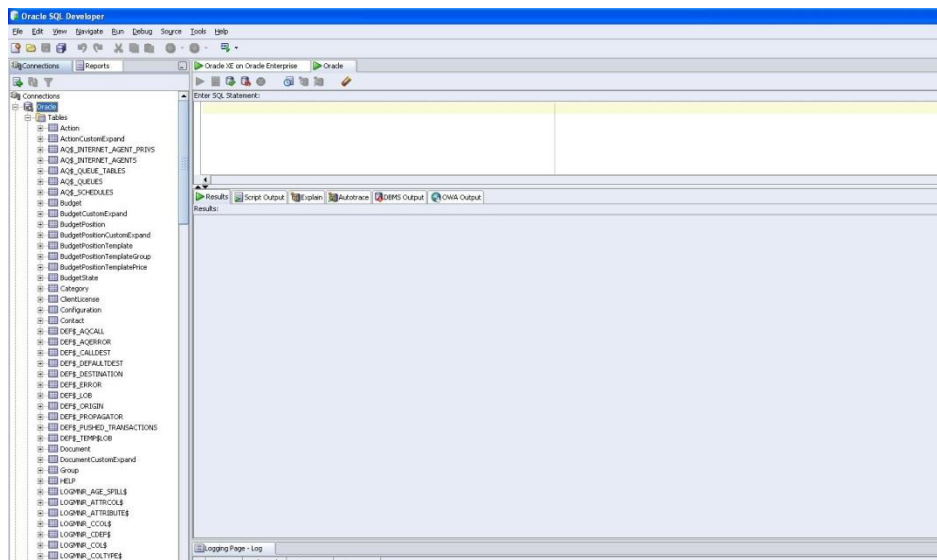 Oracle SQL Developer
File Edit View Navigate Run Debug Source Tools Help
Connections Reports
Oracle XE on Oracle Enterprise Oracle
Enter SQL Statement:
Connections
Oracle
Tables
Action
ActionCustomExpand
AQ$_INTERNET_AGENT_PRIVS
AQ$_INTERNET_AGENTS
AQ$_QUEUE_TABLES
AQ$_QUEUES
AQ$_SCHEDULES
Budget
BudgetCustomExpand
BudgetPosition
BudgetPositionCustomExpand
BudgetPositionTemplate
BudgetPositionTemplateGroup
BudgetPositionTemplatePrice
BudgetState
Category
ClientLicense
Configuration
Contact
DEF$_AQCALL
DEF$_AQERROR
DEF$_CALLDEST
DEF$_DEFAULTDEST
DEF$_DESTINATION
DEF$_ERROR
DEF$_LOB
DEF$_ORIGIN
DEF$_PROPAGATOR
DEF$_PUSHED_TRANSACTIONS
DEF$_TEMP$LOB
Document
DocumentCustomExpand
Group
HELP
LOGMNR_AGE_SPILL$
LOGMNR_ATTRCOL$
LOGMNR_ATTRIBUTE$
LOGMNR_CCOL$
LOGMNR_CDEF$
LOGMNR_COL$
LOGMNR_COLTYPE$
Results Script Output Explain Autotrace DBMS Output OWA Output
Results:
Logging Page - Log